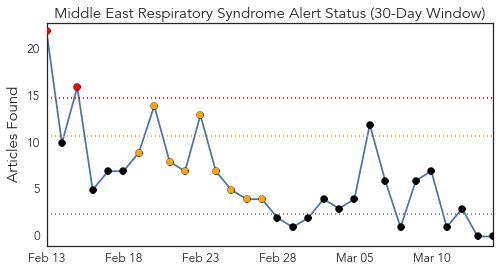 Middle East Respiratory Syndrome Alert Status (30-Day Window)
Articles Found
20
15
10
5
0
Feb 13 Feb 18 Feb 23 Feb 28 Mar 05 Mar 10